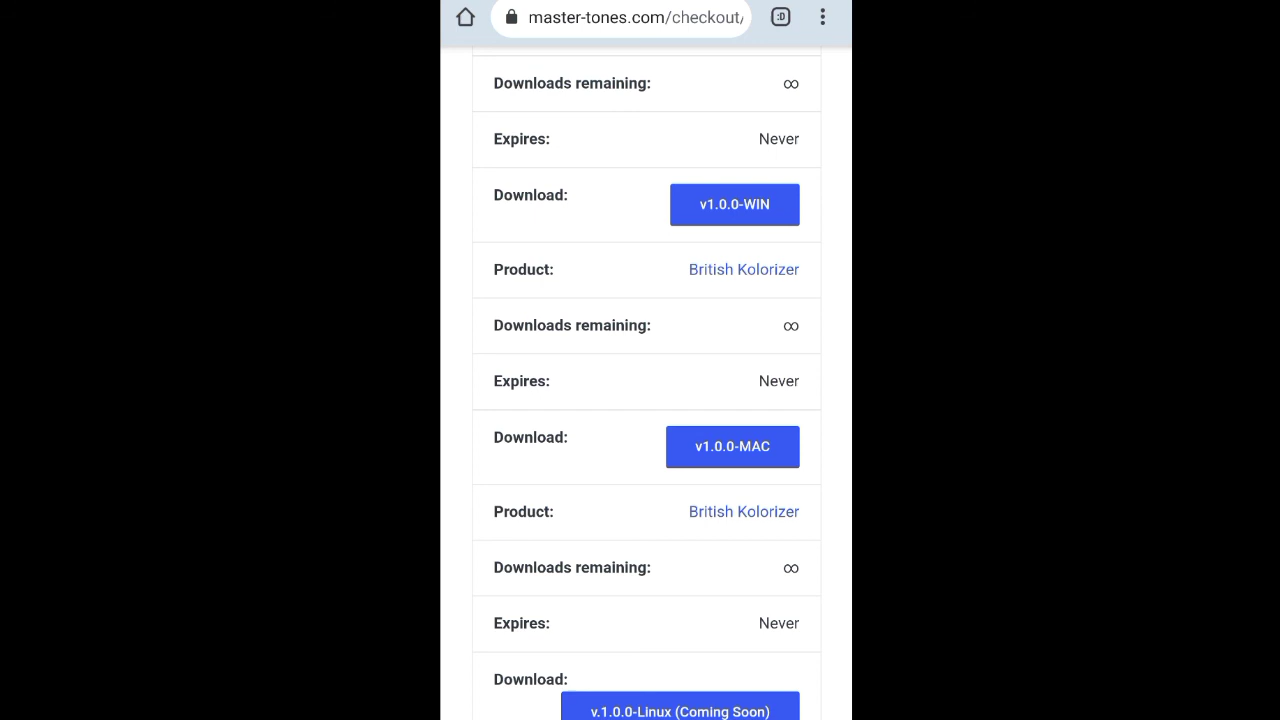 master-tones.com/checkout/
:D
Downloads remaining: ∞
Expires: Never
Download: v1.0.0-WIN
Product: British Kolorizer
Downloads remaining: ∞
Expires: Never
Download: v1.0.0-MAC
Product: British Kolorizer
Downloads remaining: ∞
Expires: Never
Download:
v.1.0.0-Linux (Coming Soon)